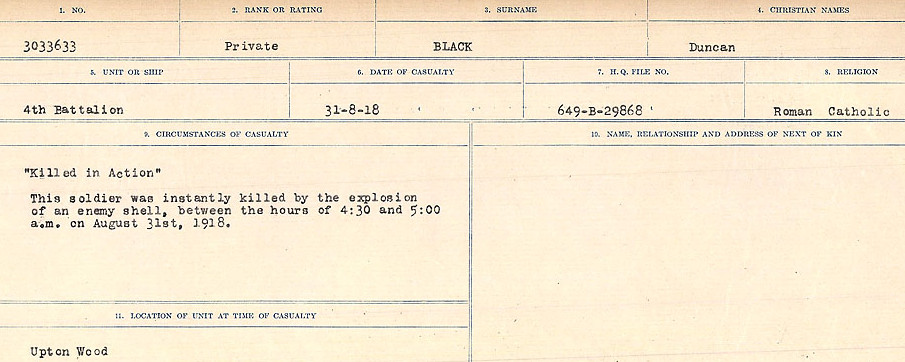 1. NO. 2. RANK OR RATING 3. SURNAME 4. CHRISTIAN NAMES
3033633 Private BLACK Duncan
5. UNIT OR SHIP 6. DATE OF CASUALTY 7. H. Q. FILE NO. 8. RELIGION
4th Battalion 31-8-18 649-B-29868 Roman Catholic
9. CIRCUMSTANCES OF CASUALTY 10. NAME, RELATIONSHIP AND ADDRESS OF NEXT OF KIN
"Killed in Action"
This soldier was instantly killed by the explosion
of an enemy shell, between the hours of 4:30 and 5:00
a.m. on August 31st, 1918.
11. LOCATION OF UNIT AT TIME OF CASUALTY
Upton Wood